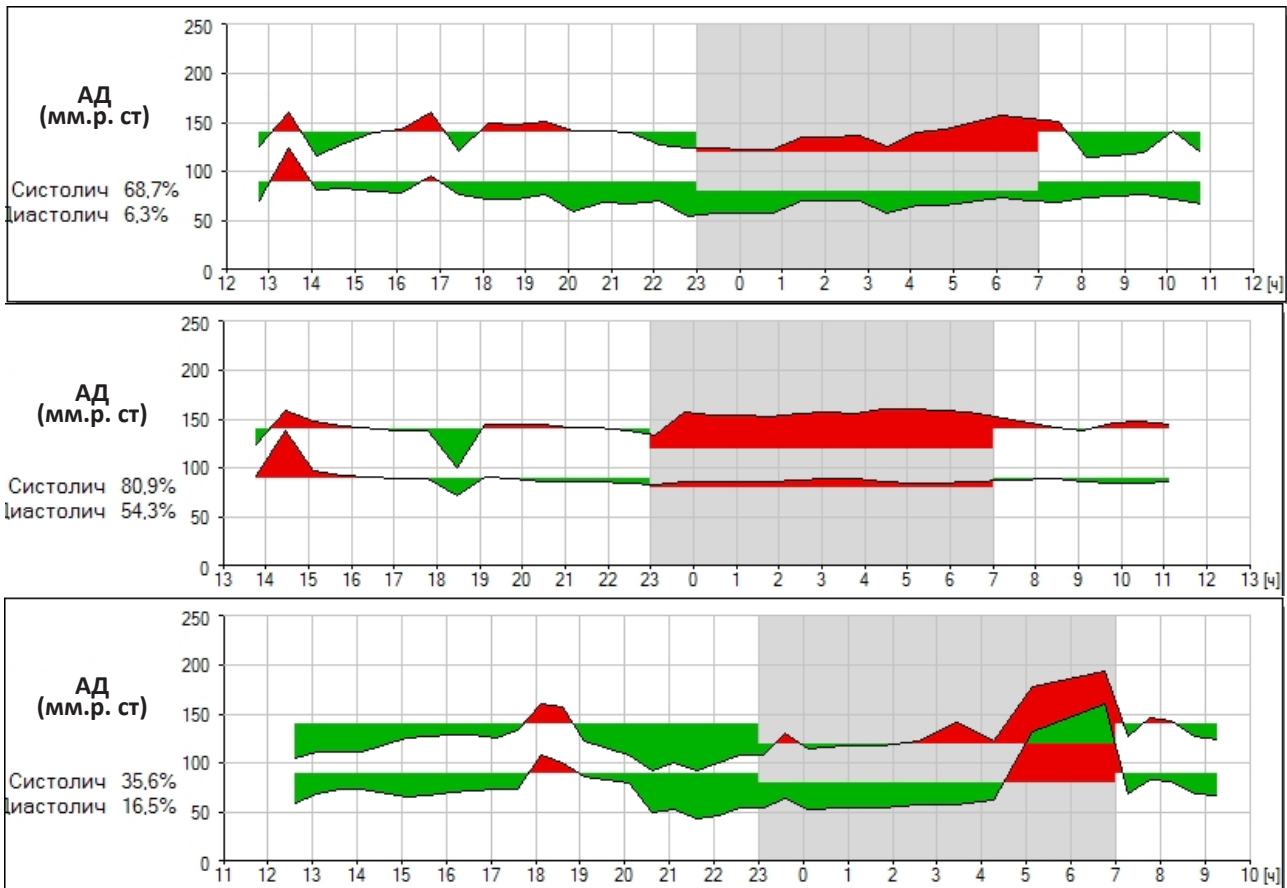 250
200
150
100
50
0
АД
(мм.р. ст)
Систолич 68,7%
Диастолич 6,3%
12 13 14 15 16 17 18 19 20 21 22 23 0 1 2 3 4 5 6 7 8 9 10 11 12 [ч]
250
200
150
100
50
0
АД
(мм.р. ст)
Систолич 80,9%
Диастолич 54,3%
13 14 15 16 17 18 19 20 21 22 23 0 1 2 3 4 5 6 7 8 9 10 11 12 13 [ч]
250
200
150
100
50
0
АД
(мм.р. ст)
Систолич 35,6%
Диастолич 16,5%
11 12 13 14 15 16 17 18 19 20 21 22 23 0 1 2 3 4 5 6 7 8 9 10 [ч]